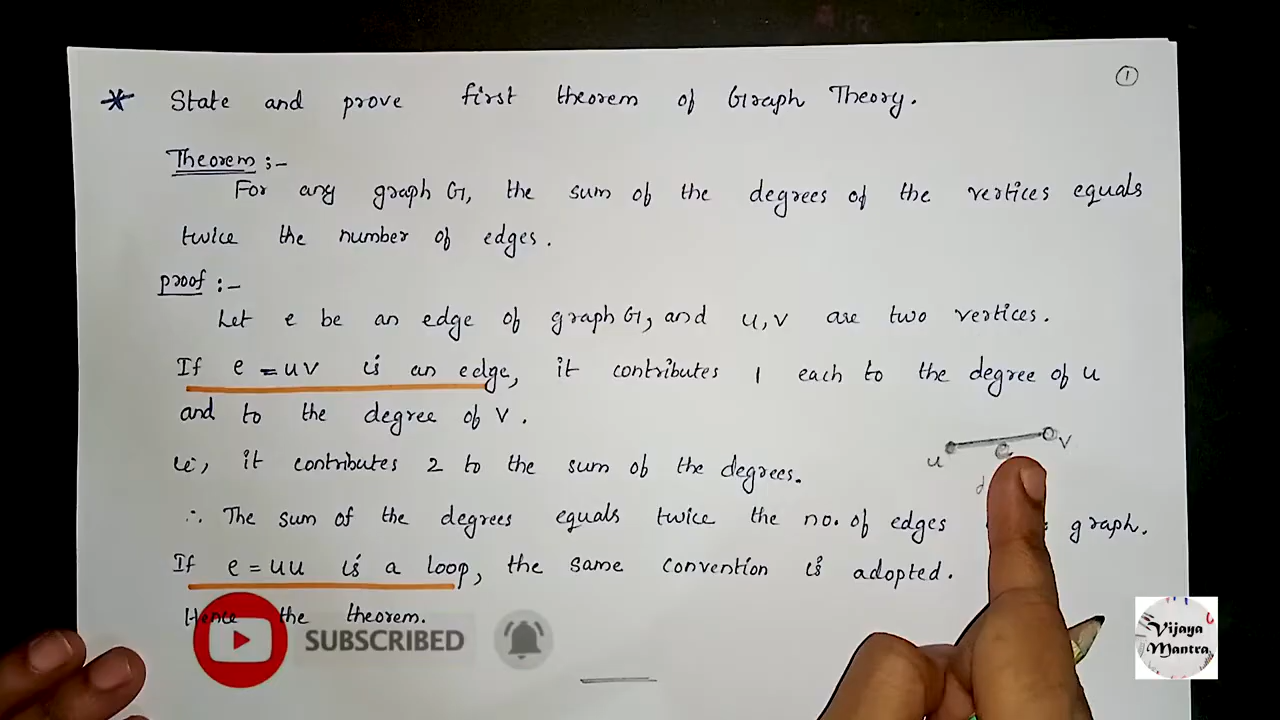 ①
* State and prove first theorem of Graph Theory.
Theorem :-
For any graph G, the sum of the degrees of the vertices equals
twice the number of edges.
proof :-
Let e be an edge of graph G, and u,v are two vertices.
If e = uv is an edge, it contributes 1 each to the degree of u
and to the degree of v.
ie, it contributes 2 to the sum of the degrees.
u e v
d
∴ The sum of the degrees equals twice the no. of edges graph.
If e = uu is a loop, the same convention is adopted.
Hence the theorem.
SUBSCRIBED
Vijaya
Mantra